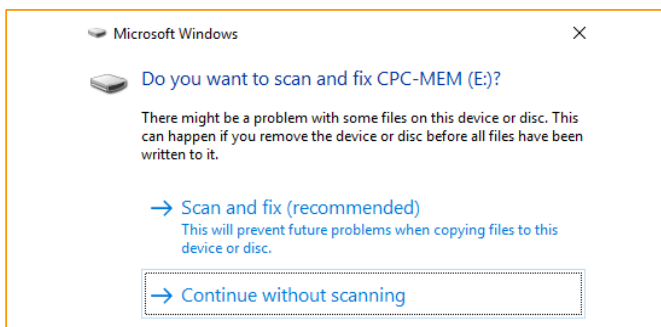 Microsoft Windows
Do you want to scan and fix CPC-MEM (E:)?
There might be a problem with some files on this device or disc. This
can happen if you remove the device or disc before all files have been
written to it.
Scan and fix (recommended)
This will prevent future problems when copying files to this
device or disc.
Continue without scanning